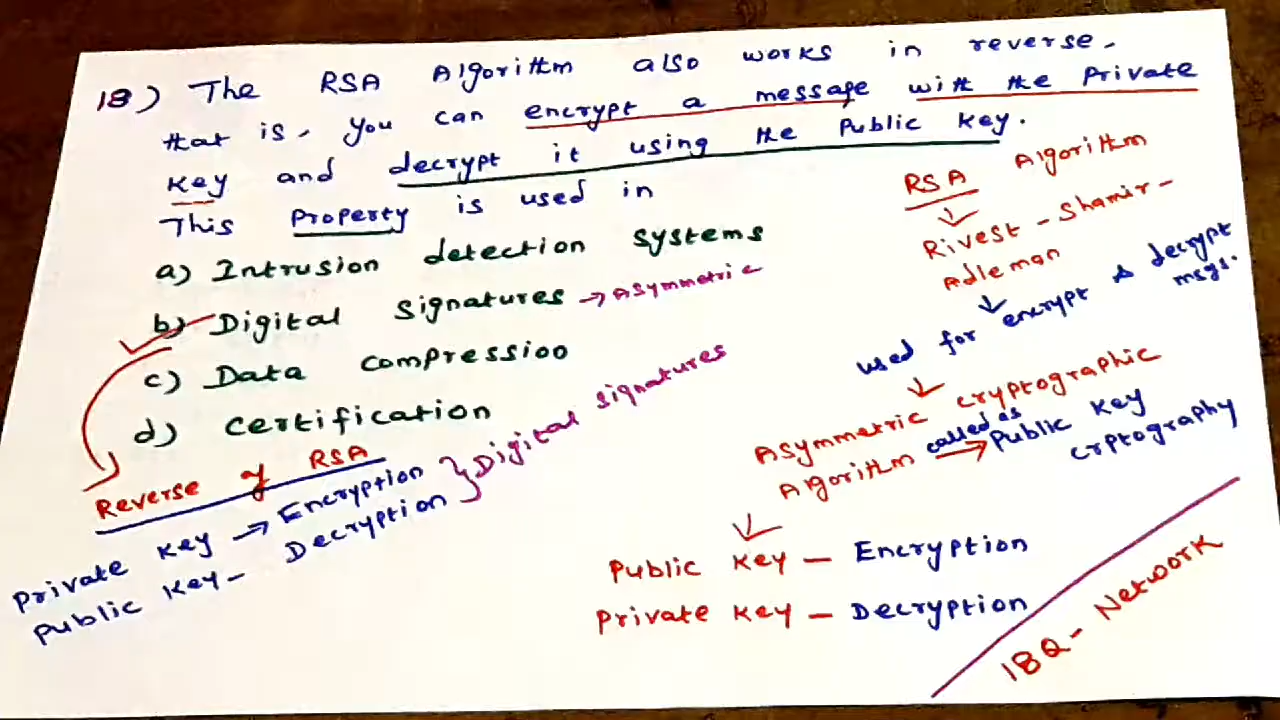 18) The RSA Algorithm also works in reverse.
that is, you can encrypt a message with the private
key and decrypt it using the public key.
This property is used in
a) Intrusion detection systems
b) Digital signatures → Asymmetric
c) Data compression
d) certification
Reverse of RSA
Private key → Encryption
Public key - Decryption
} Digital signatures
RSA Algorithm
Rivest - Shamir -
Adleman
used for encrypt & decrypt
msgs.
Asymmetric cryptographic
Algorithm called as → Public key
crptography
Public key - Encryption
Private key - Decryption
18Q - Network